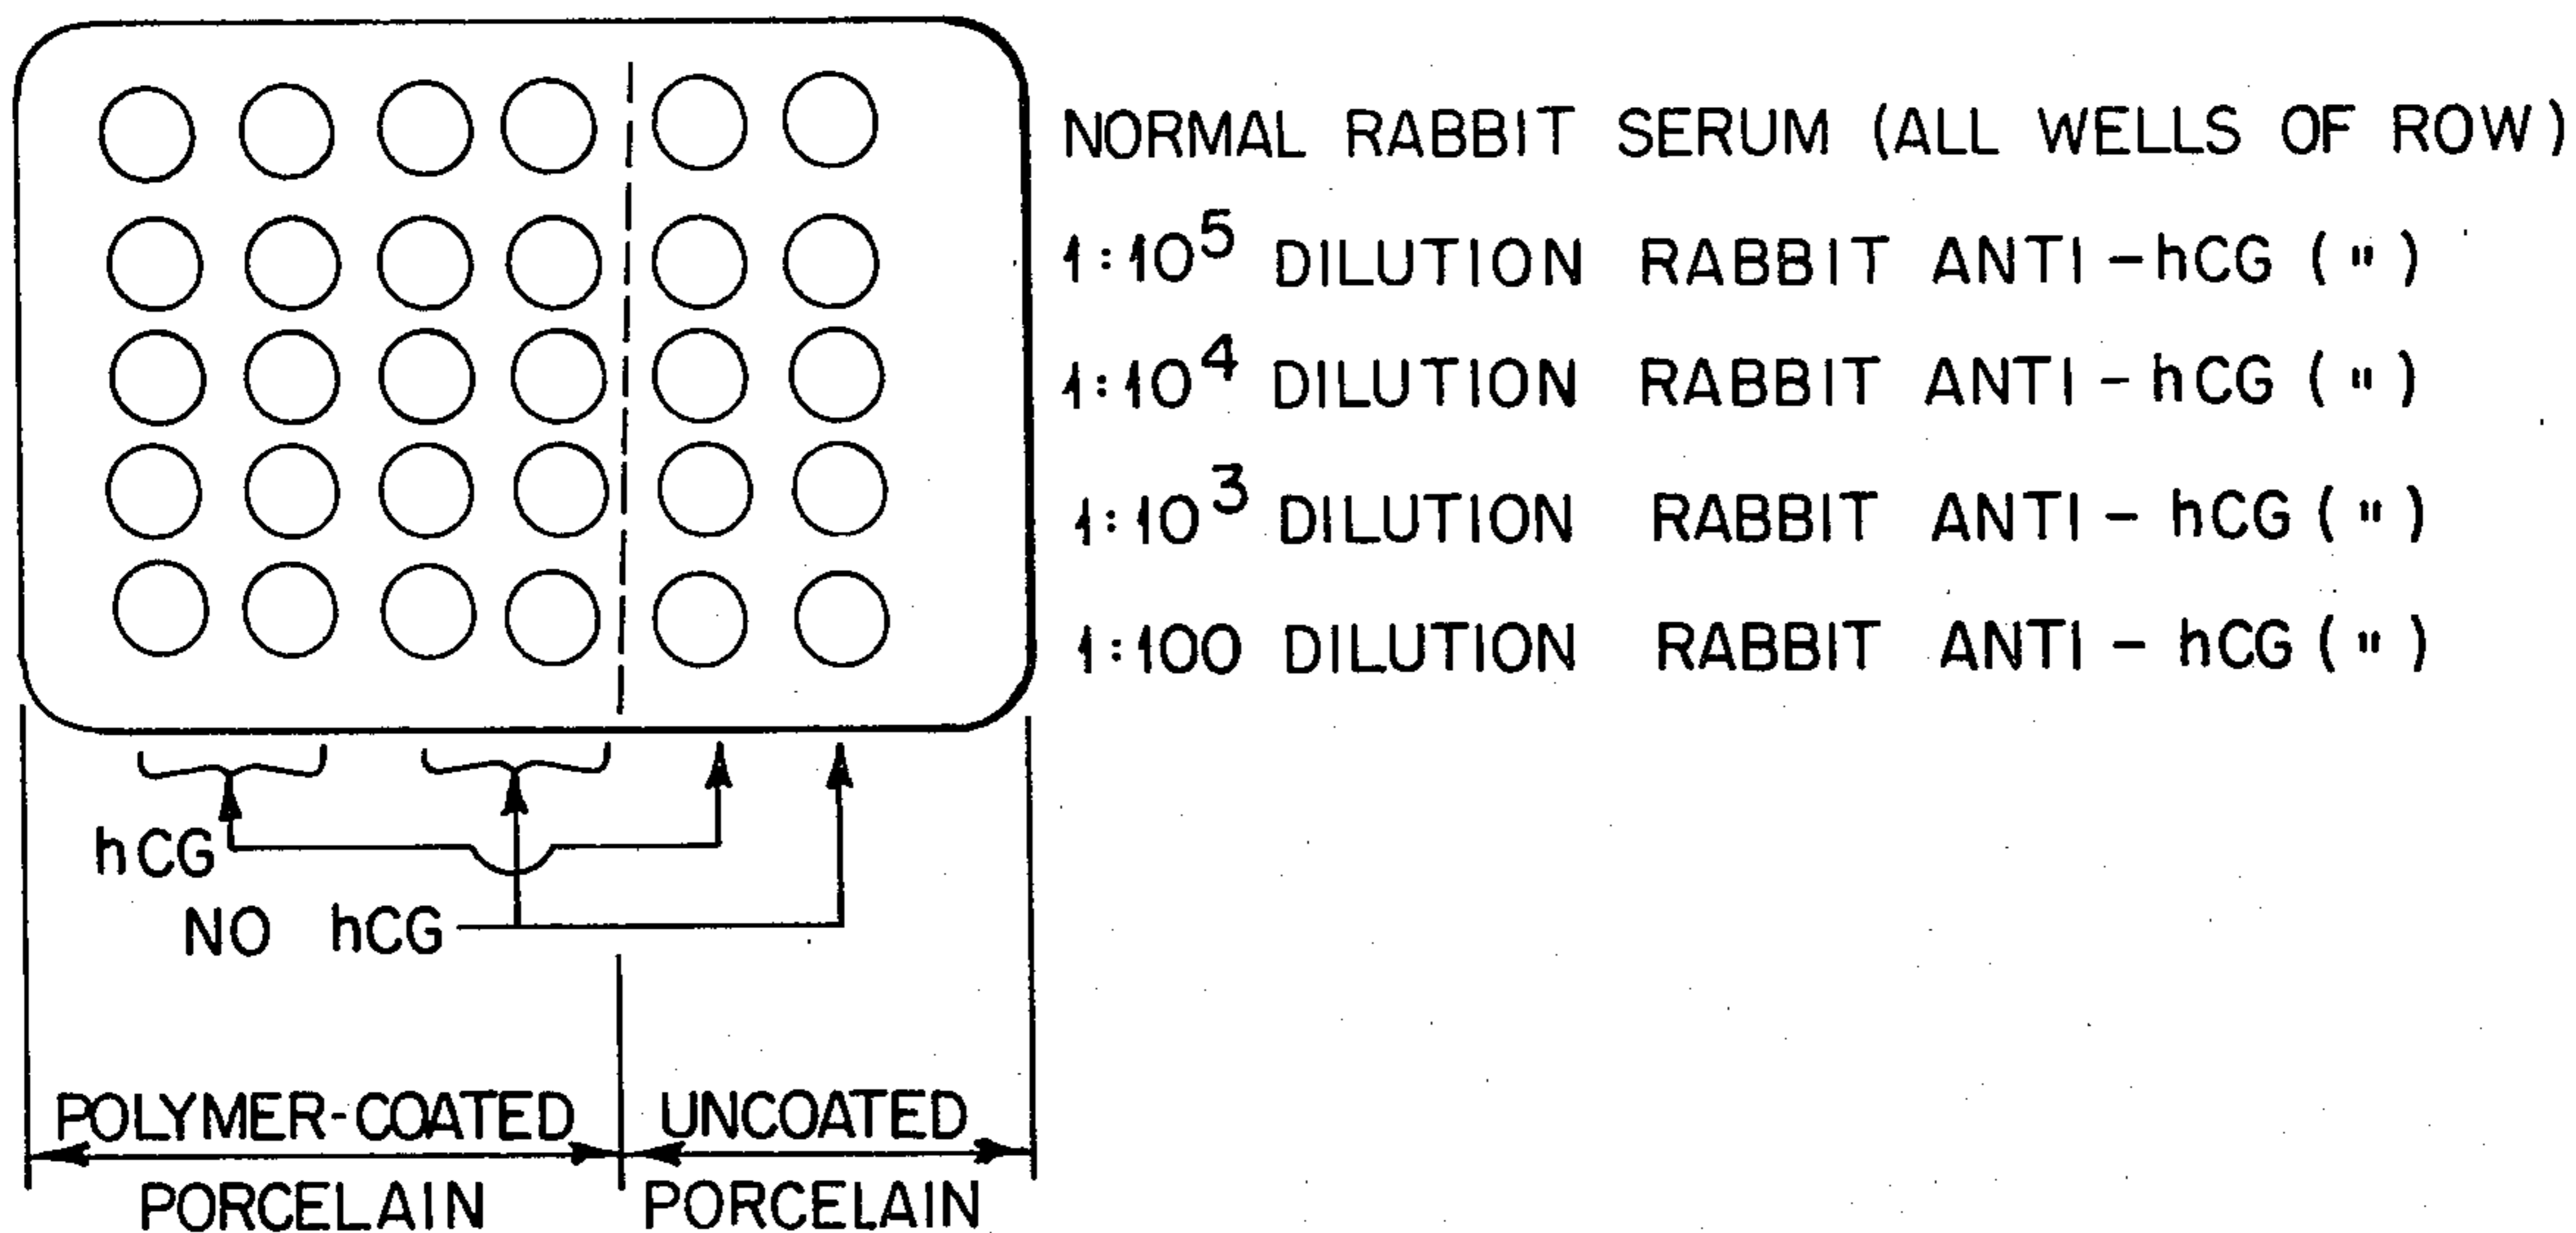 NORMAL RABBIT SERUM (ALL WELLS OF ROW)
1:10⁵ DILUTION RABBIT ANTI-hCG (")
1:10⁴ DILUTION RABBIT ANTI-hCG (")
1:10³ DILUTION RABBIT ANTI-hCG (")
1:100 DILUTION RABBIT ANTI-hCG (")
hCG
NO hCG
POLYMER-COATED
PORCELAIN
UNCOATED
PORCELAIN